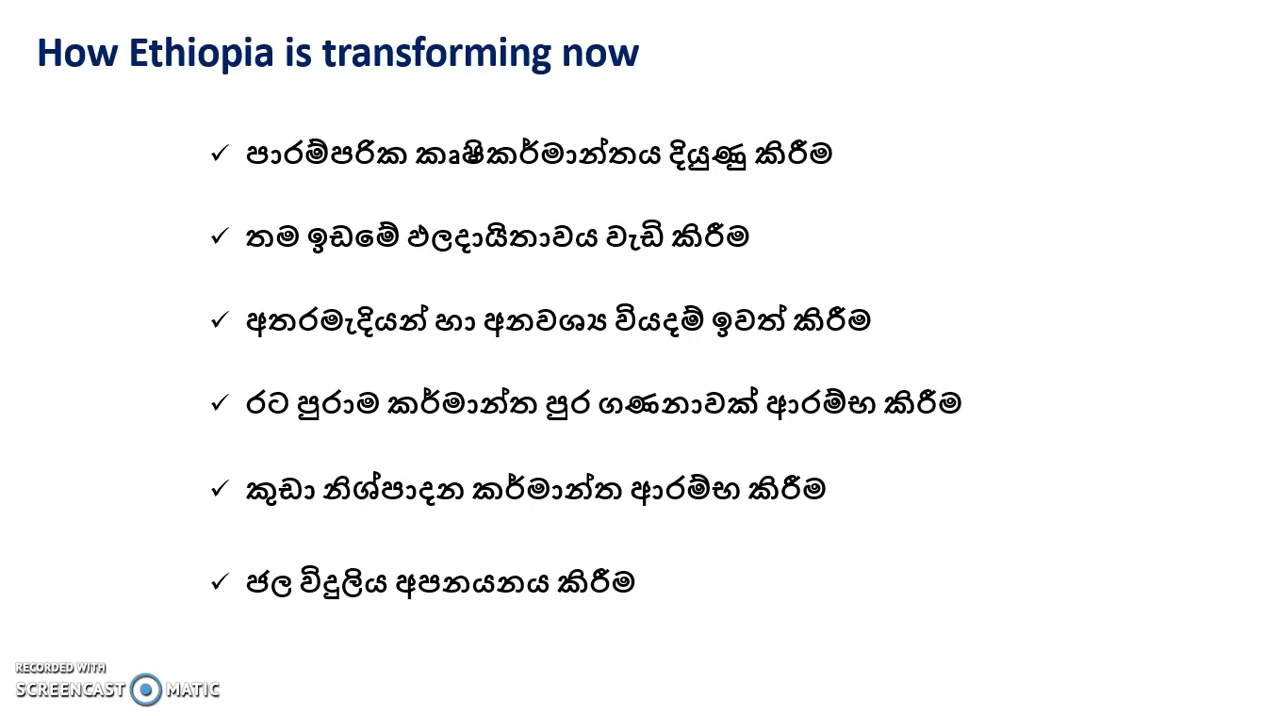 How Ethiopia is transforming now
✓ පාරම්පරික කෘෂිකර්මාන්තය දියුණු කිරීම
✓ තම ඉඩමේ ඵලදායිතාවය වැඩි කිරීම
✓ අතරමැදියන් හා අනවශ්‍ය වියදම් ඉවත් කිරීම
✓ රට පුරාම කර්මාන්ත පුර ගණනාවක් ආරම්භ කිරීම
✓ කුඩා නිශ්පාදන කර්මාන්ත ආරම්භ කිරීම
✓ ජල විදුලිය අපනයනය කිරීම
RECORDED WITH
SCREENCAST MATIC